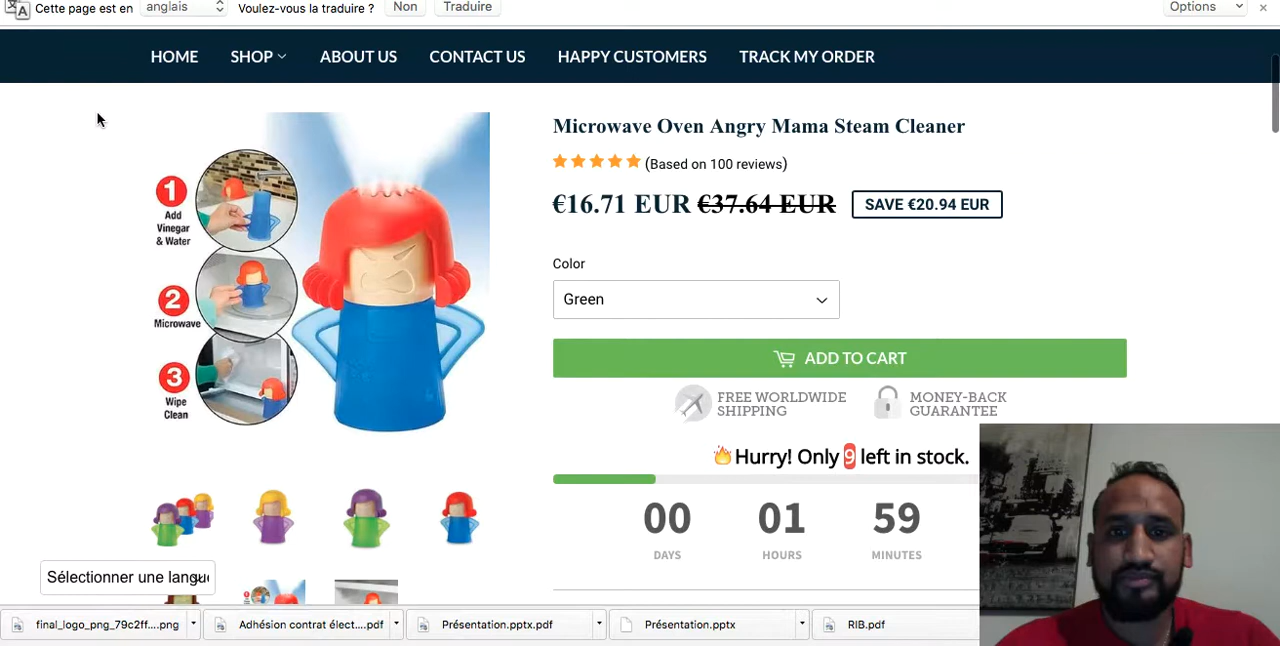 Cette page est en anglais Voulez-vous la traduire ? Non Traduire Options ×
HOME SHOP ABOUT US CONTACT US HAPPY CUSTOMERS TRACK MY ORDER
Microwave Oven Angry Mama Steam Cleaner
(Based on 100 reviews)
€16.71 EUR €37.64 EUR SAVE €20.94 EUR
1
Add
Vinegar
& Water
2
Microwave
3
Wipe
Clean
Color
Green
ADD TO CART
FREE WORLDWIDE
SHIPPING
MONEY-BACK
GUARANTEE
Hurry! Only 9 left in stock.
00 01 59
DAYS HOURS MINUTES
Sélectionner une langue
final_logo_png_79c2ff....png Adhésion contrat élect....pdf Présentation.pptx.pdf Présentation.pptx RIB.pdf